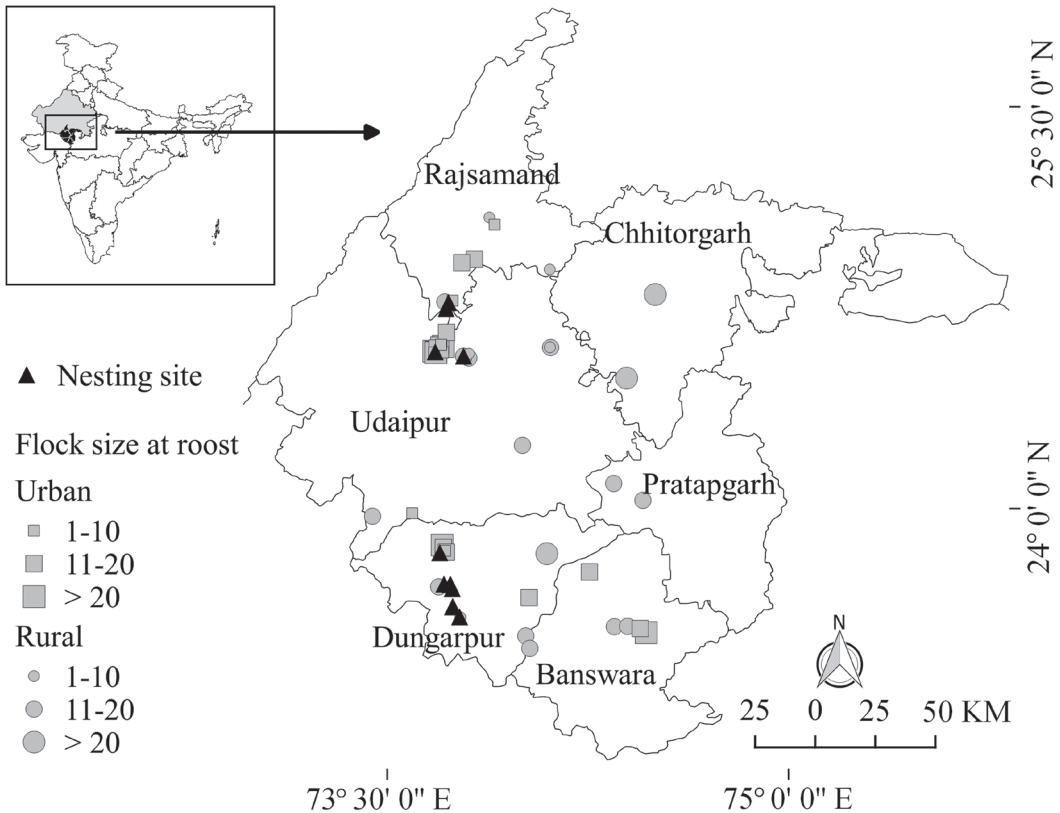 Rajsamand
Chhitorgarh
Udaipur
Pratapgarh
Dungarpur
Banswara
▲ Nesting site
Flock size at roost
Urban
1-10
11-20
> 20
Rural
1-10
11-20
> 20
N
25 0 25 50 KM
73° 30' 0" E
75° 0' 0" E
25° 30' 0" N
24° 0' 0" N